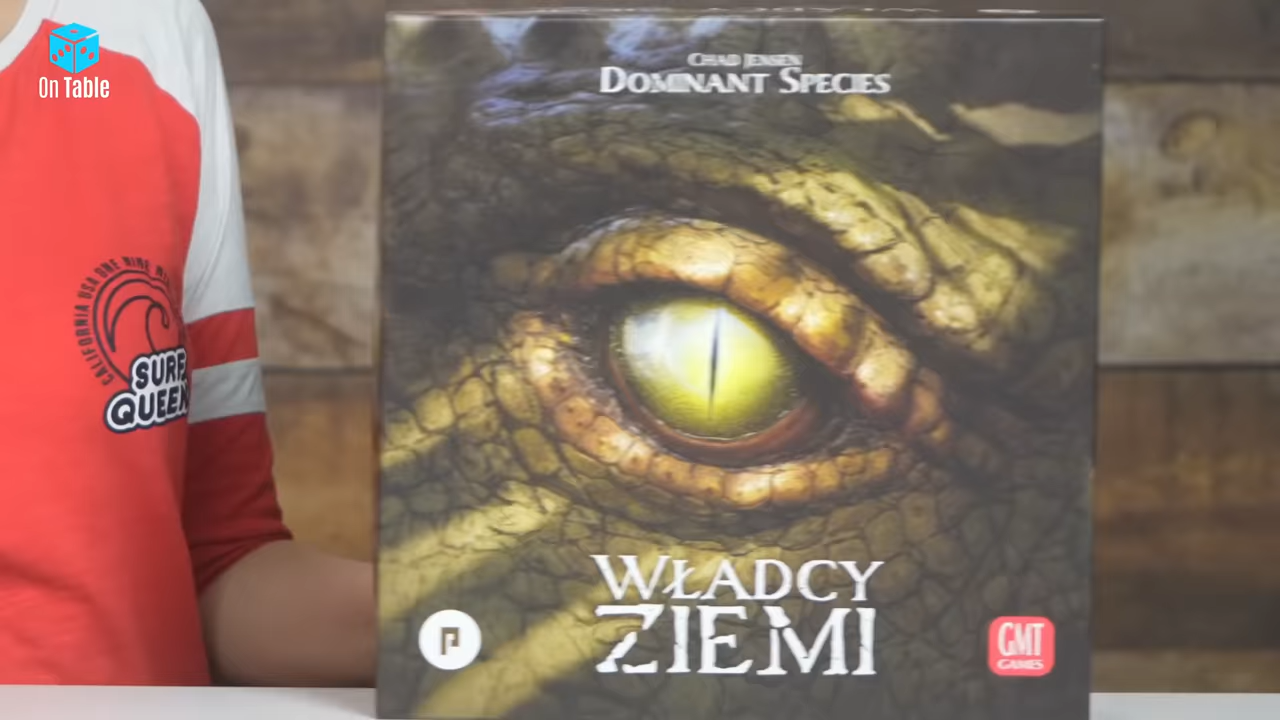 On Table
CHAD JENSEN
DOMINANT SPECIES
CALIFORNIA USA ONE NINE
SURF
QUEEN
WŁADCY
ZIEMI
GMT
GAMES